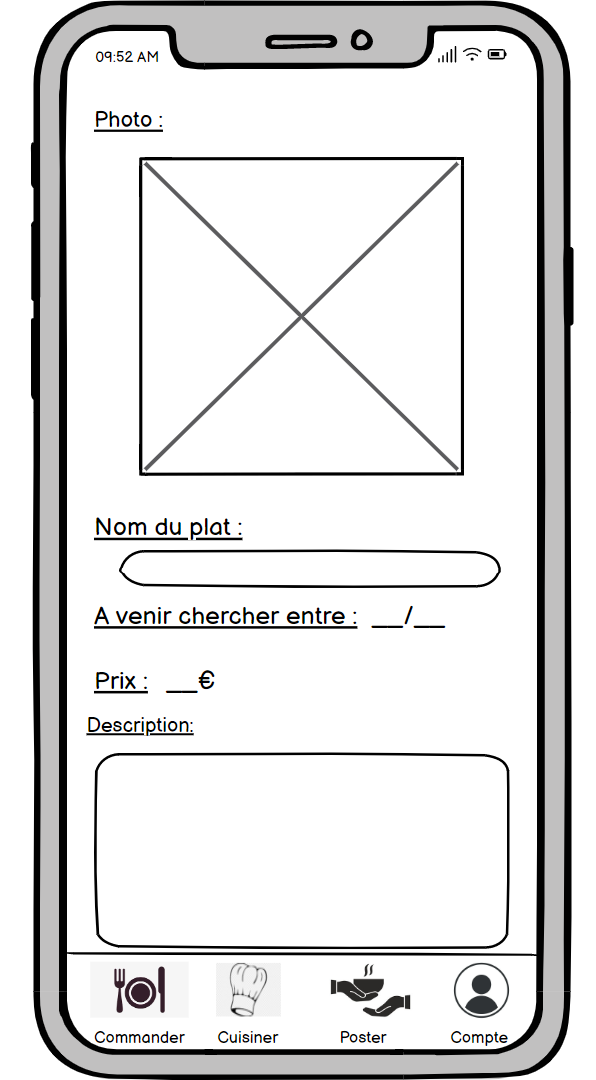 09:52 AM
Photo :
Nom du plat :
A venir chercher entre : __/__
Prix : __€
Description:
Commander Cuisiner Poster Compte